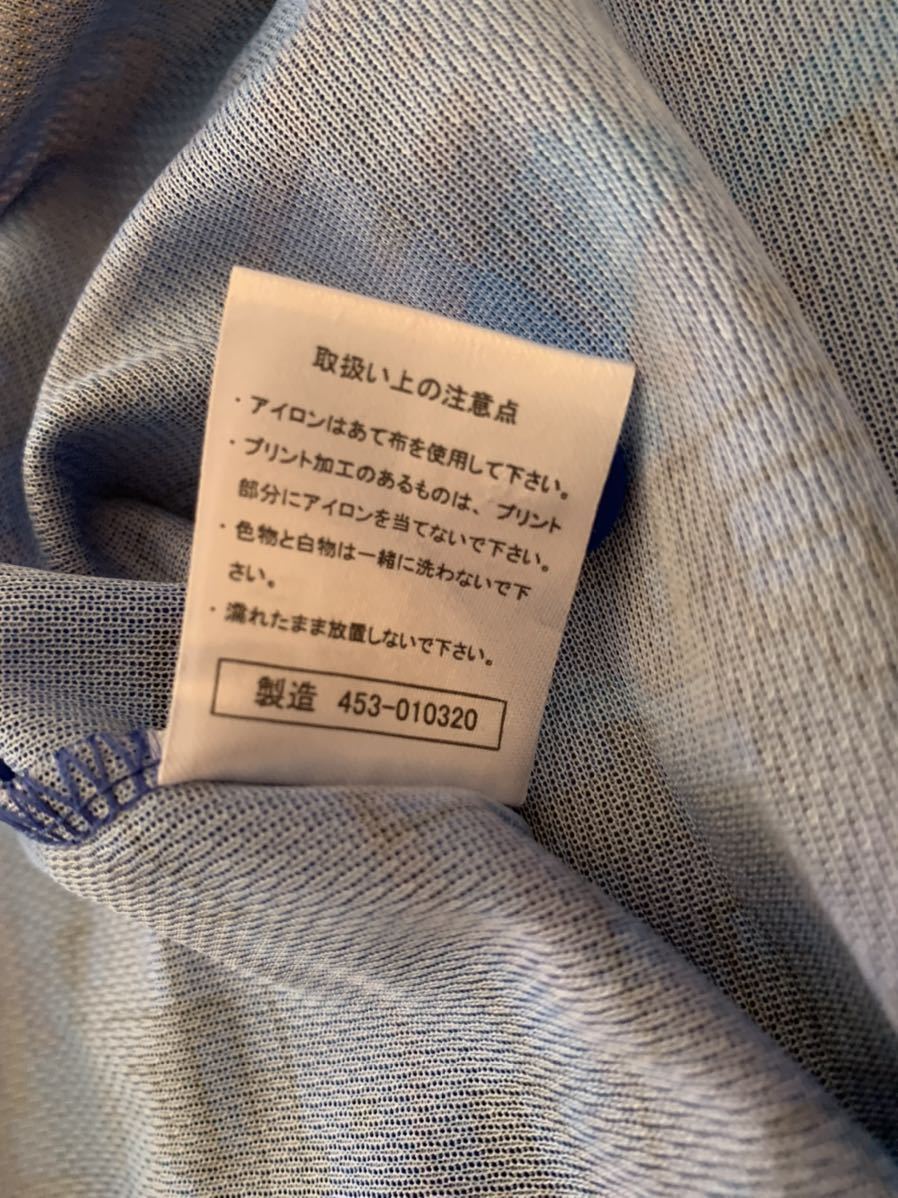 取扱い上の注意点
・アイロンはあて布を使用して下さい。
・プリント加工のあるものは、プリント
部分にアイロンを当てないで下さい。
・色物と白物は一緒に洗わないで下
さい。
・濡れたまま放置しないで下さい。
製造 453-010320